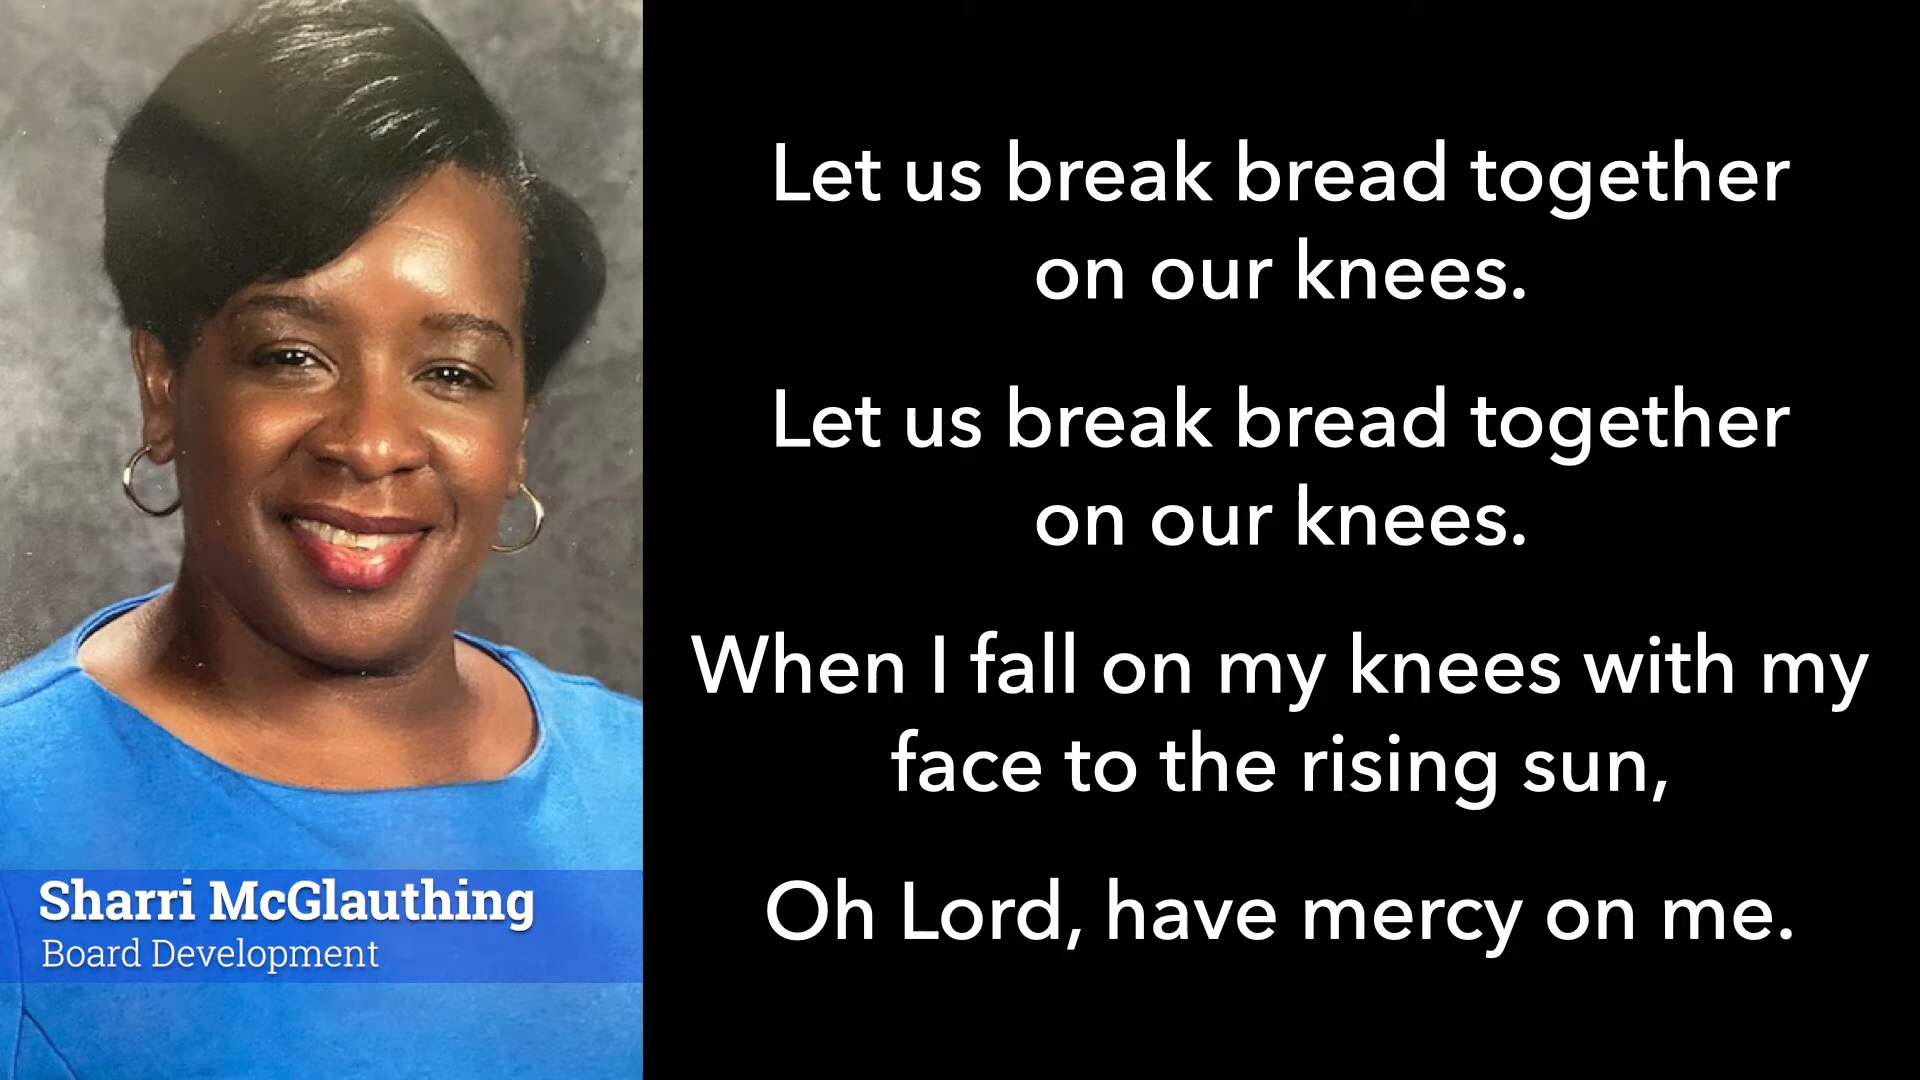 Let us break bread together
on our knees.
Let us break bread together
on our knees.
When I fall on my knees with my
face to the rising sun,
Oh Lord, have mercy on me.
Sharri McGlauthing
Board Development